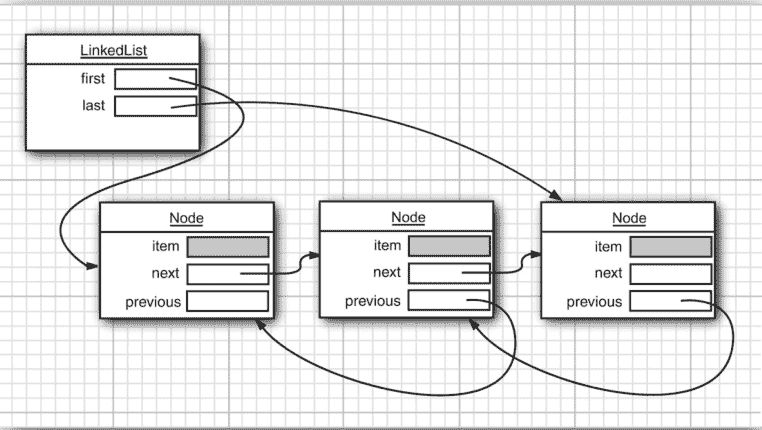 LinkedList
first
last
Node
item
next
previous
Node
item
next
previous
Node
item
next
previous